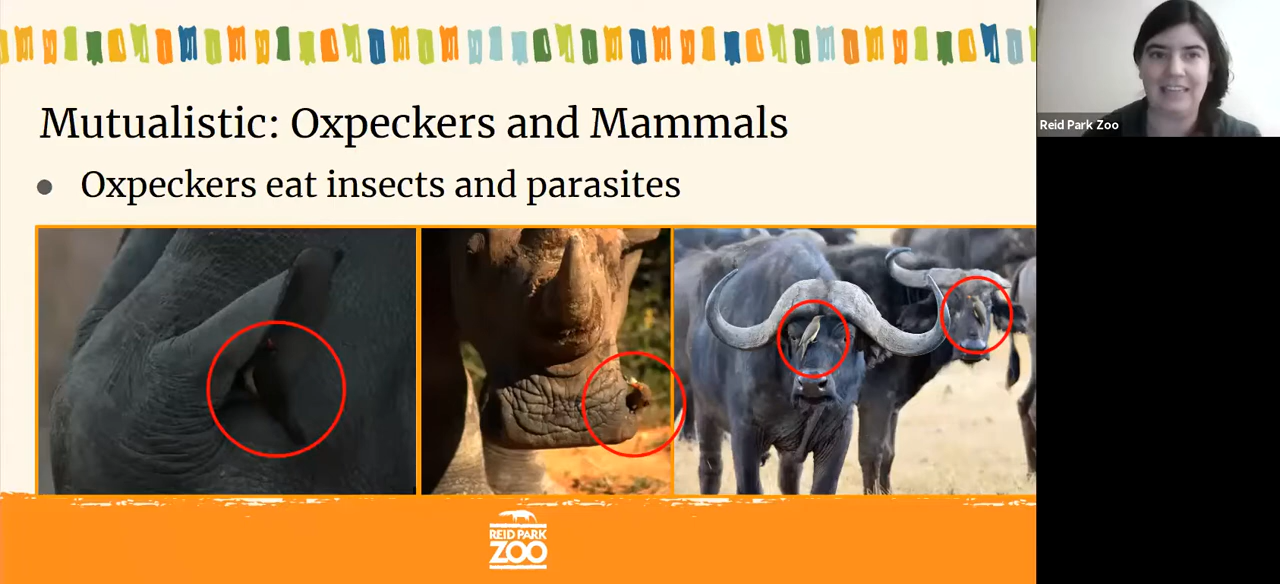 Mutualistic: Oxpeckers and Mammals
Oxpeckers eat insects and parasites
Reid Park Zoo
REID PARK
ZOO